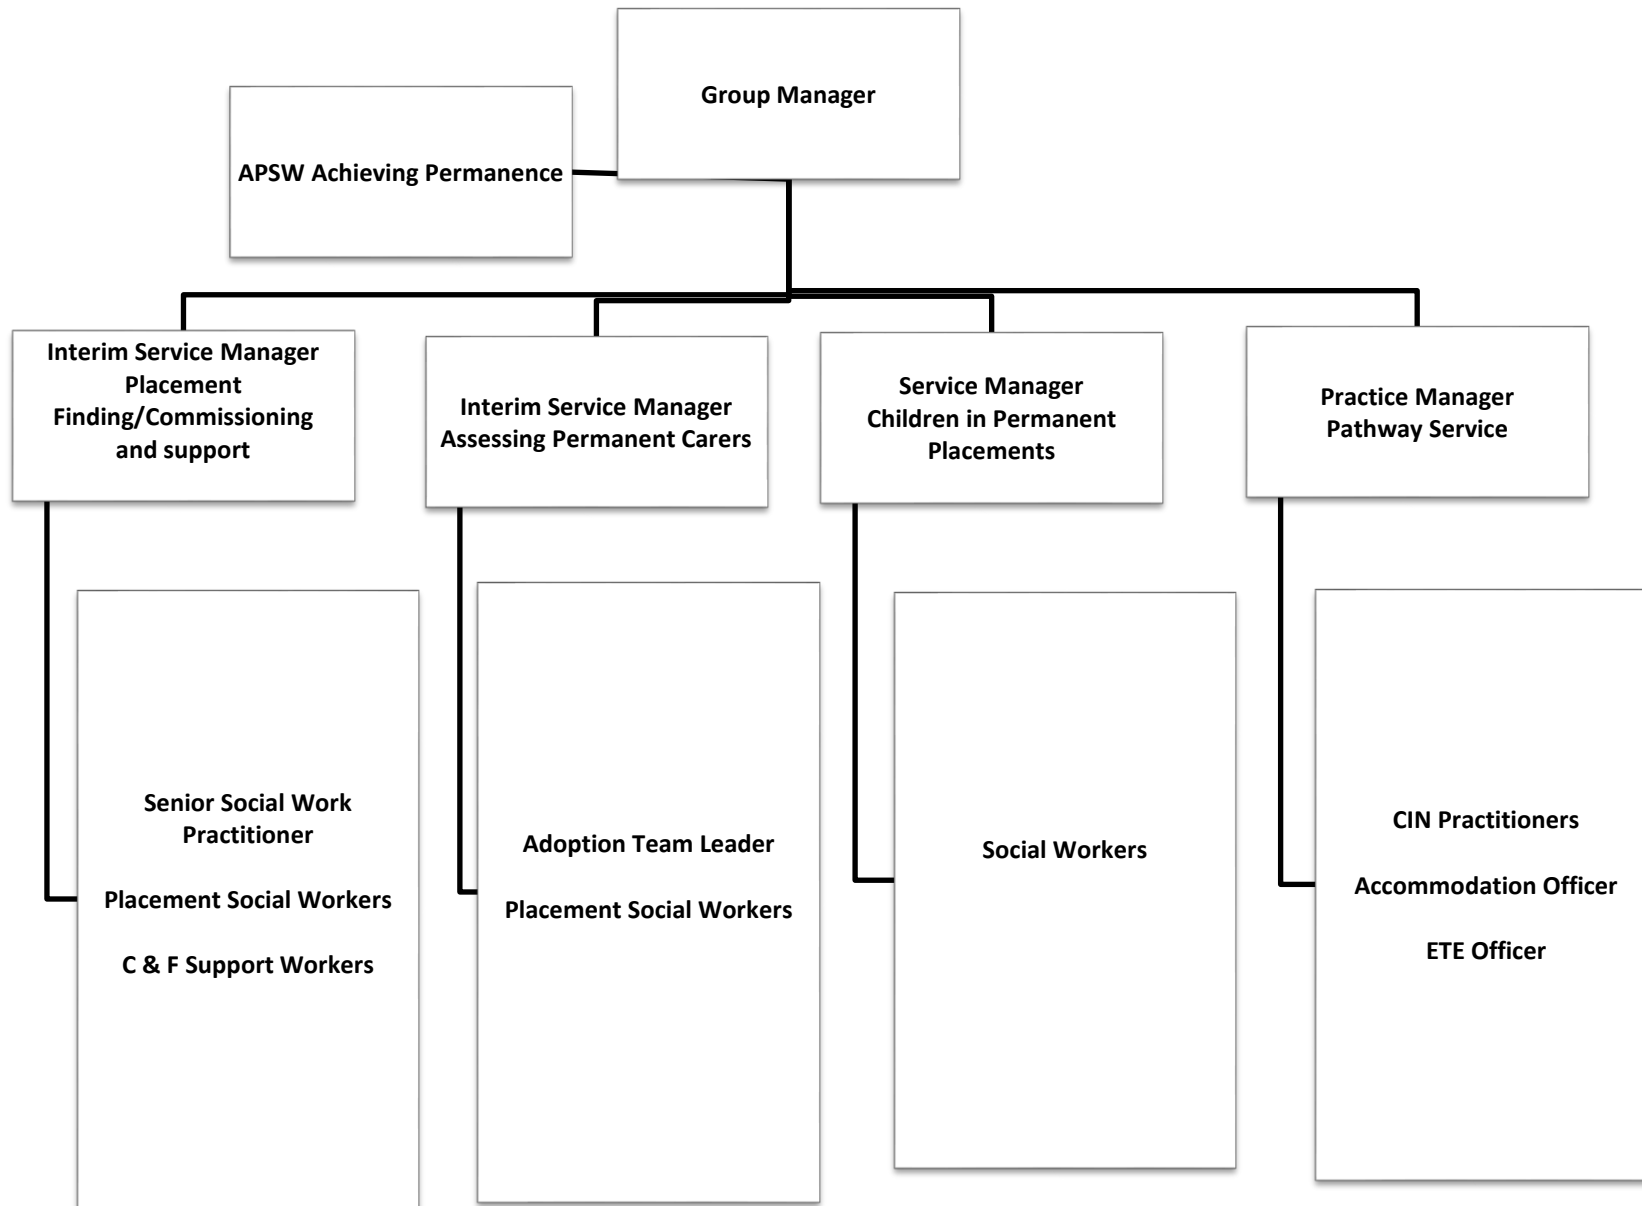 Group Manager
APSW Achieving Permanence
Interim Service Manager
Placement
Finding/Commissioning
and support
Interim Service Manager
Assessing Permanent Carers
Service Manager
Children in Permanent
Placements
Practice Manager
Pathway Service
Senior Social Work
Practitioner
Placement Social Workers
C & F Support Workers
Adoption Team Leader
Placement Social Workers
Social Workers
CIN Practitioners
Accommodation Officer
ETE Officer